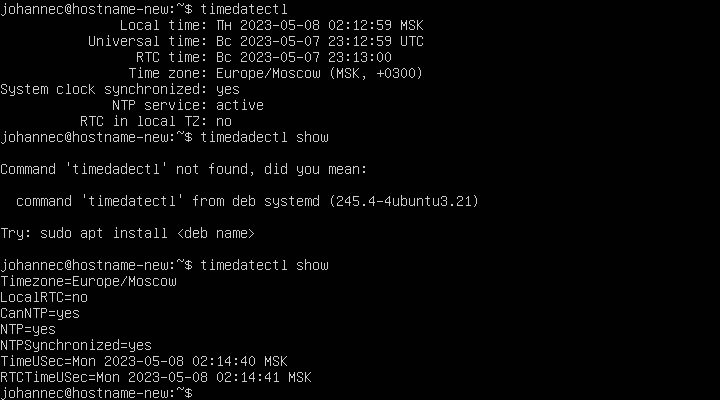 johannec@hostname-new:~$ timedatectl
Local time: Пн 2023-05-08 02:12:59 MSK
Universal time: Вс 2023-05-07 23:12:59 UTC
RTC time: Вс 2023-05-07 23:13:00
Time zone: Europe/Moscow (MSK, +0300)
System clock synchronized: yes
NTP service: active
RTC in local TZ: no
johannec@hostname-new:~$ timedadectl show
Command 'timedadectl' not found, did you mean:
command 'timedatectl' from deb systemd (245.4-4ubuntu3.21)
Try: sudo apt install <deb name>
johannec@hostname-new:~$ timedatectl show
Timezone=Europe/Moscow
LocalRTC=no
CanNTP=yes
NTP=yes
NTPSynchronized=yes
TimeUSec=Mon 2023-05-08 02:14:40 MSK
RTCTimeUSec=Mon 2023-05-08 02:14:41 MSK
johannec@hostname-new:~$